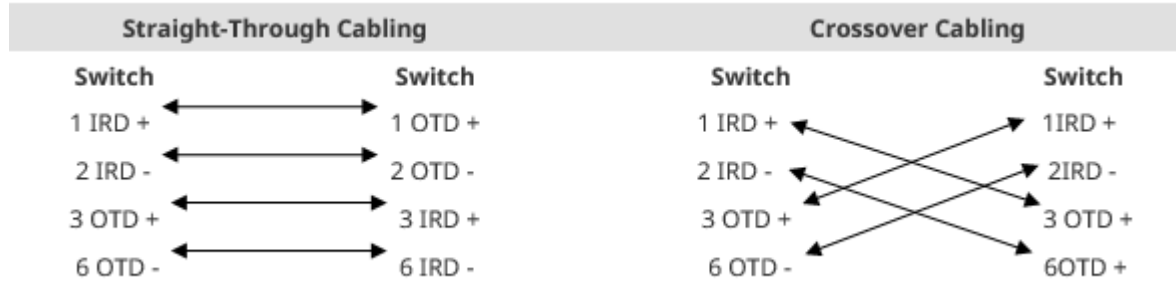 Straight-Through Cabling Crossover Cabling
Switch Switch Switch Switch
1 IRD + 1 OTD + 1 IRD + 1IRD +
2 IRD - 2 OTD - 2 IRD - 2IRD -
3 OTD + 3 IRD + 3 OTD + 3 OTD +
6 OTD - 6 IRD - 6 OTD - 6OTD +